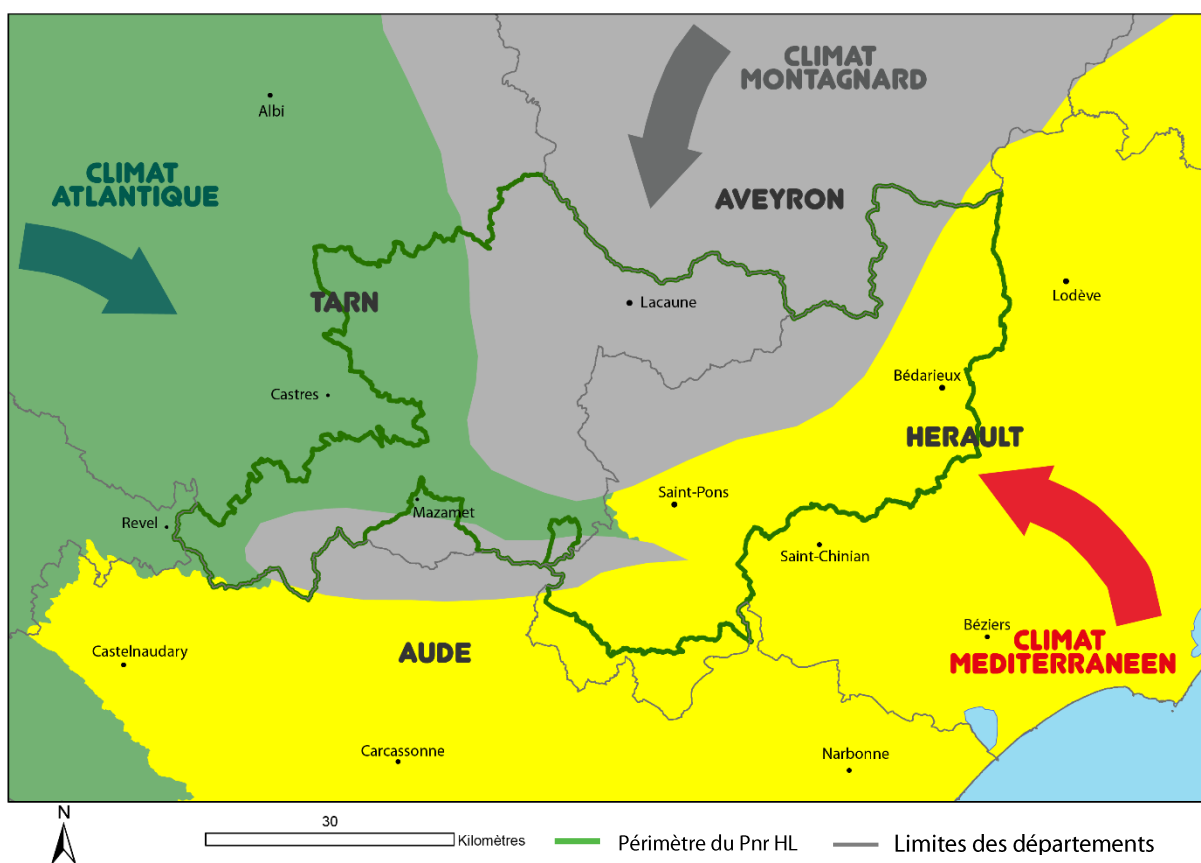 CLIMAT
MONTAGNARD
Albi
CLIMAT
ATLANTIQUE
AVEYRON
TARN
Lacaune
Lodève
Castres
Bédarieux
HERAULT
Saint-Pons
Mazamet
Revel
Saint-Chinian
Béziers
CLIMAT
MEDITERRANEEN
AUDE
Castelnaudary
Carcassonne
Narbonne
N
30
Kilomètres
Périmètre du Pnr HL
Limites des départements